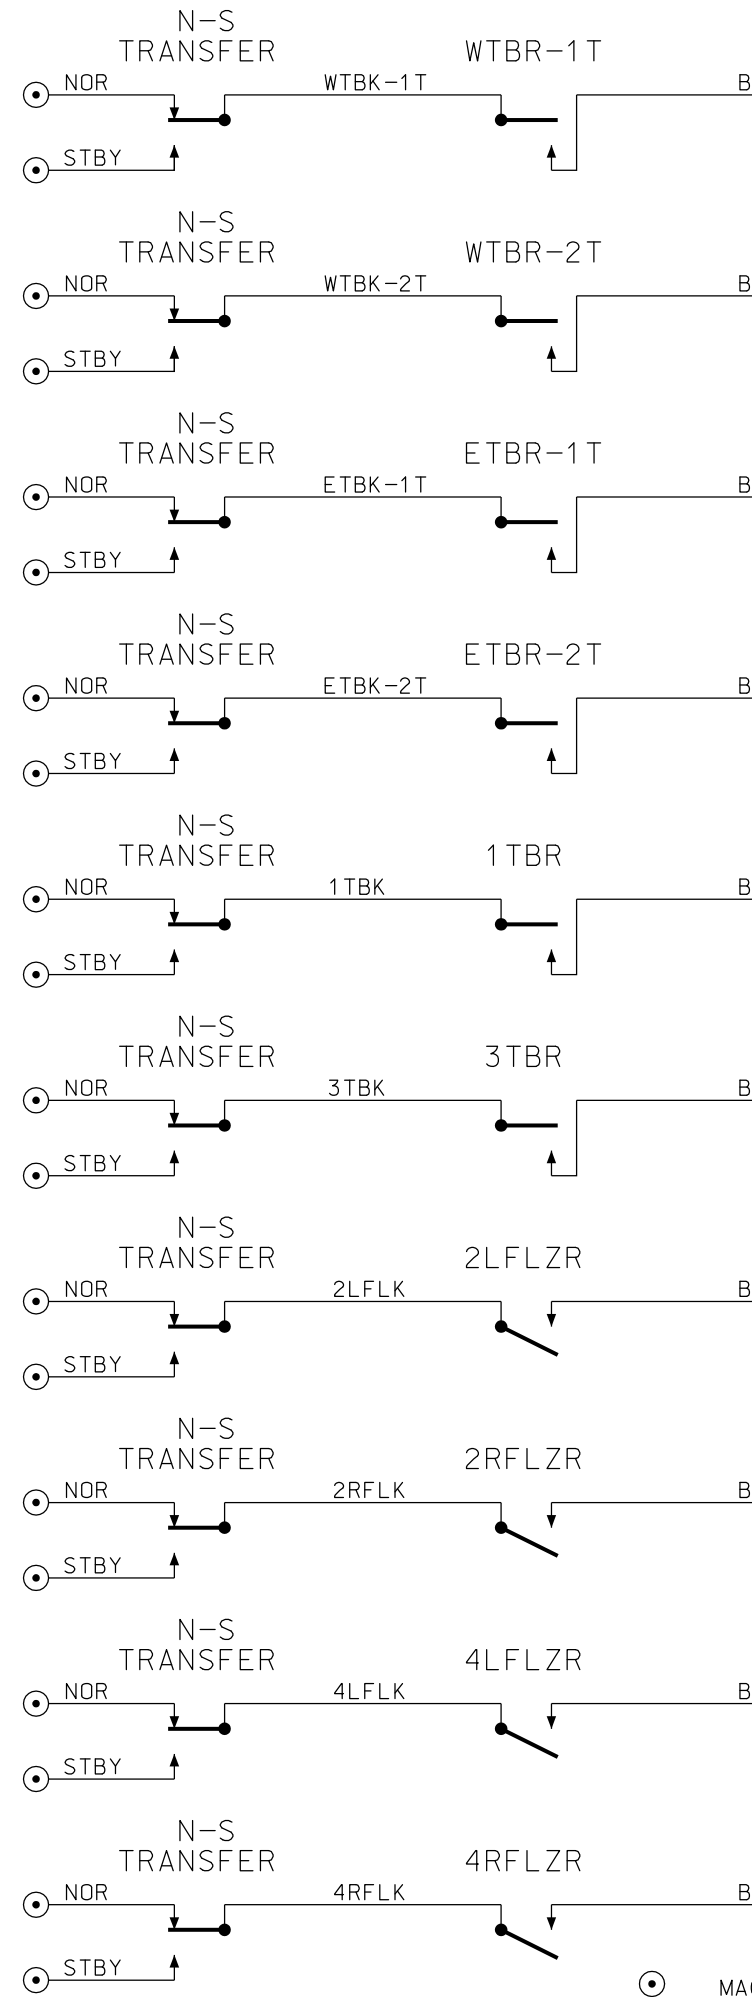 N-S
TRANSFER WTBR-1T
NOR WTBK-1T B
STBY
N-S
TRANSFER WTBR-2T
NOR WTBK-2T B
STBY
N-S
TRANSFER ETBR-1T
NOR ETBK-1T B
STBY
N-S
TRANSFER ETBR-2T
NOR ETBK-2T B
STBY
N-S
TRANSFER 1TBR
NOR 1TBK B
STBY
N-S
TRANSFER 3TBR
NOR 3TBK B
STBY
N-S
TRANSFER 2LFLZR
NOR 2LFLK B
STBY
N-S
TRANSFER 2RFLZR
NOR 2RFLK B
STBY
N-S
TRANSFER 4LFLZR
NOR 4LFLK B
STBY
N-S
TRANSFER 4RFLZR
NOR 4RFLK B
STBY